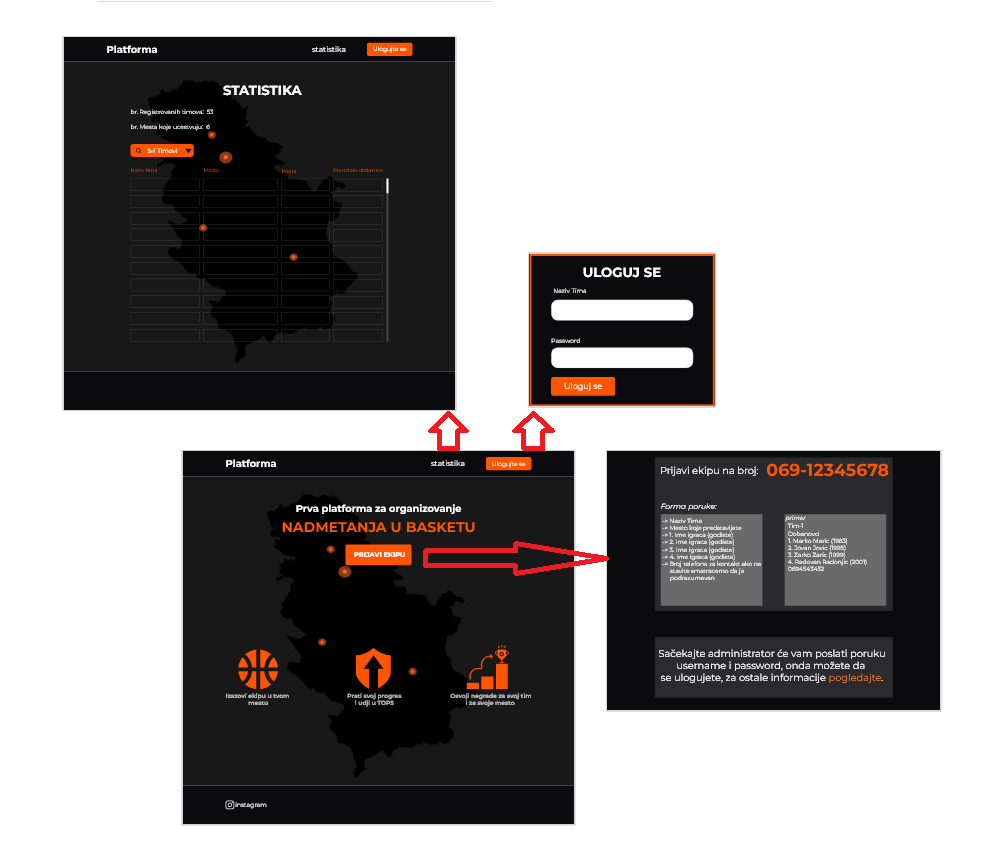 Platforma
statistika
Ulogujte se
STATISTIKA
br. Registrovanih timova: 53
br. Mesta koje ucestvuju: 6
Svi Timovi
Naziv tima
Mesto
Poeni
Preostale utakmice
ULOGUJ SE
Naziv Tima
Password
Uloguj se
Platforma
statistika
Ulogujte se
Prva platforma za organizovanje
NADMETANJA U BASKETU
PRIJAVI EKIPU
Izazovi ekipu u tvom
mestu
Prati svoj progres
i udji u TOP5
Osvoji nagrade za svoj tim
i za svoje mesto
instagram
Prijavi ekipu na broj: 069-12345678
Forma poruke:
-> Naziv Tima
-> Mesto koje predstavljate
-> 1. Ime igraca (godiste)
-> 2. Ime igraca (godiste)
-> 3. Ime igraca (godiste)
-> 4. Ime igraca (godiste)
-> Broj telefona za kontakt ako ne
stavite smatracemo da je
podrazumevan
primer
Tim-1
Dobanovci
1. Marko Maric (1983)
2. Jovan Jovic (1995)
3. Zarko Zaric (1999)
4. Radovan Radonjic (2001)
0694543452
Sačekajte administrator će vam poslati poruku
username i password, onda možete da
se ulogujete, za ostale informacije pogledajte.